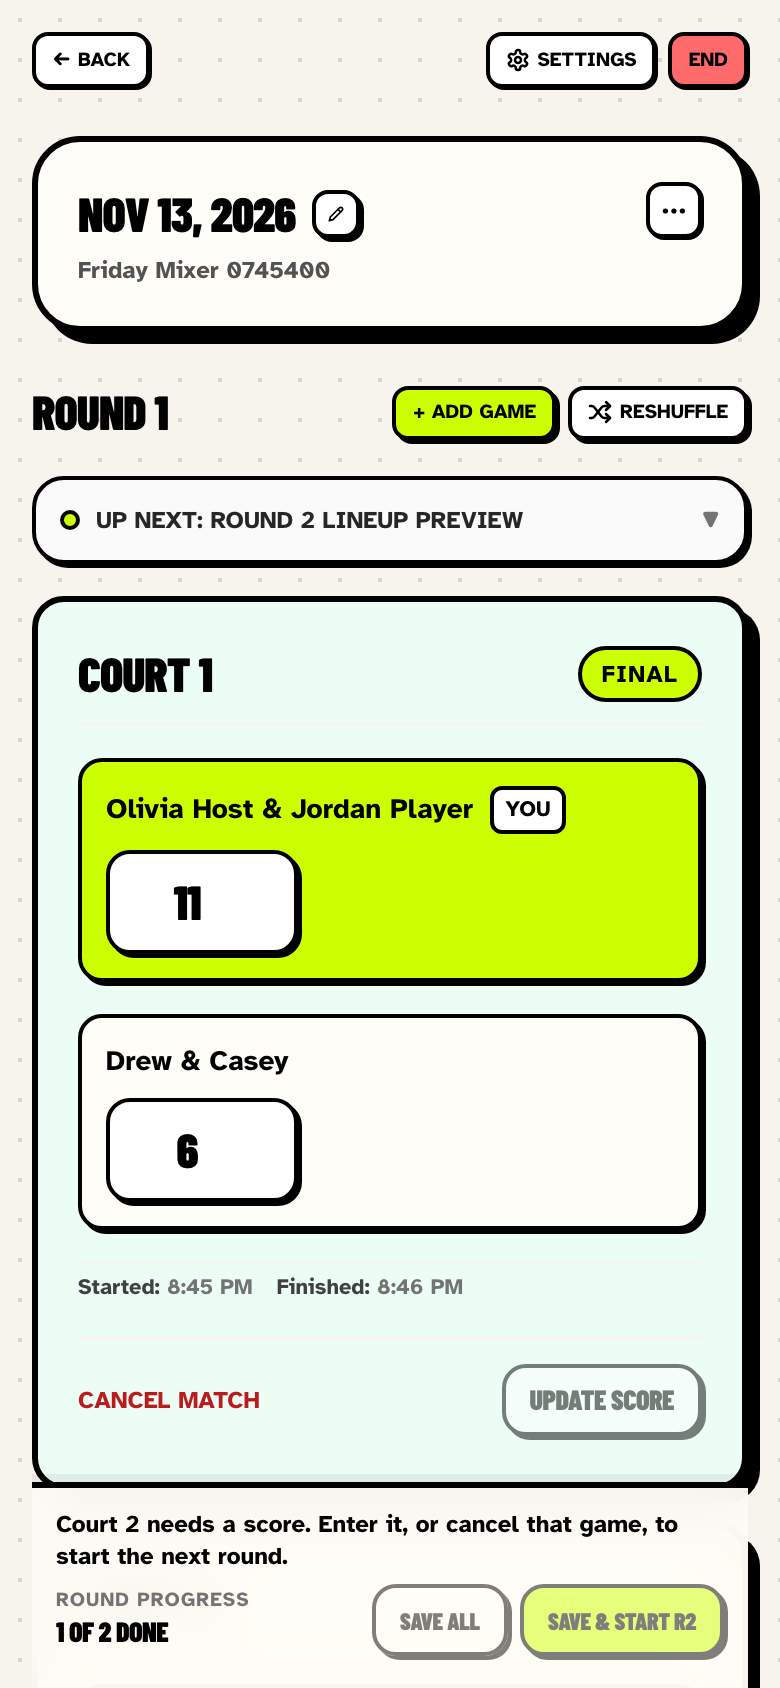 ← BACK
SETTINGS
END
NOV 13, 2026
Friday Mixer 0745400
ROUND 1
+ ADD GAME
RESHUFFLE
UP NEXT: ROUND 2 LINEUP PREVIEW
COURT 1
FINAL
Olivia Host & Jordan Player YOU
11
Drew & Casey
6
Started: 8:45 PM Finished: 8:46 PM
CANCEL MATCH
UPDATE SCORE
Court 2 needs a score. Enter it, or cancel that game, to
start the next round.
ROUND PROGRESS
1 OF 2 DONE
SAVE ALL
SAVE & START R2